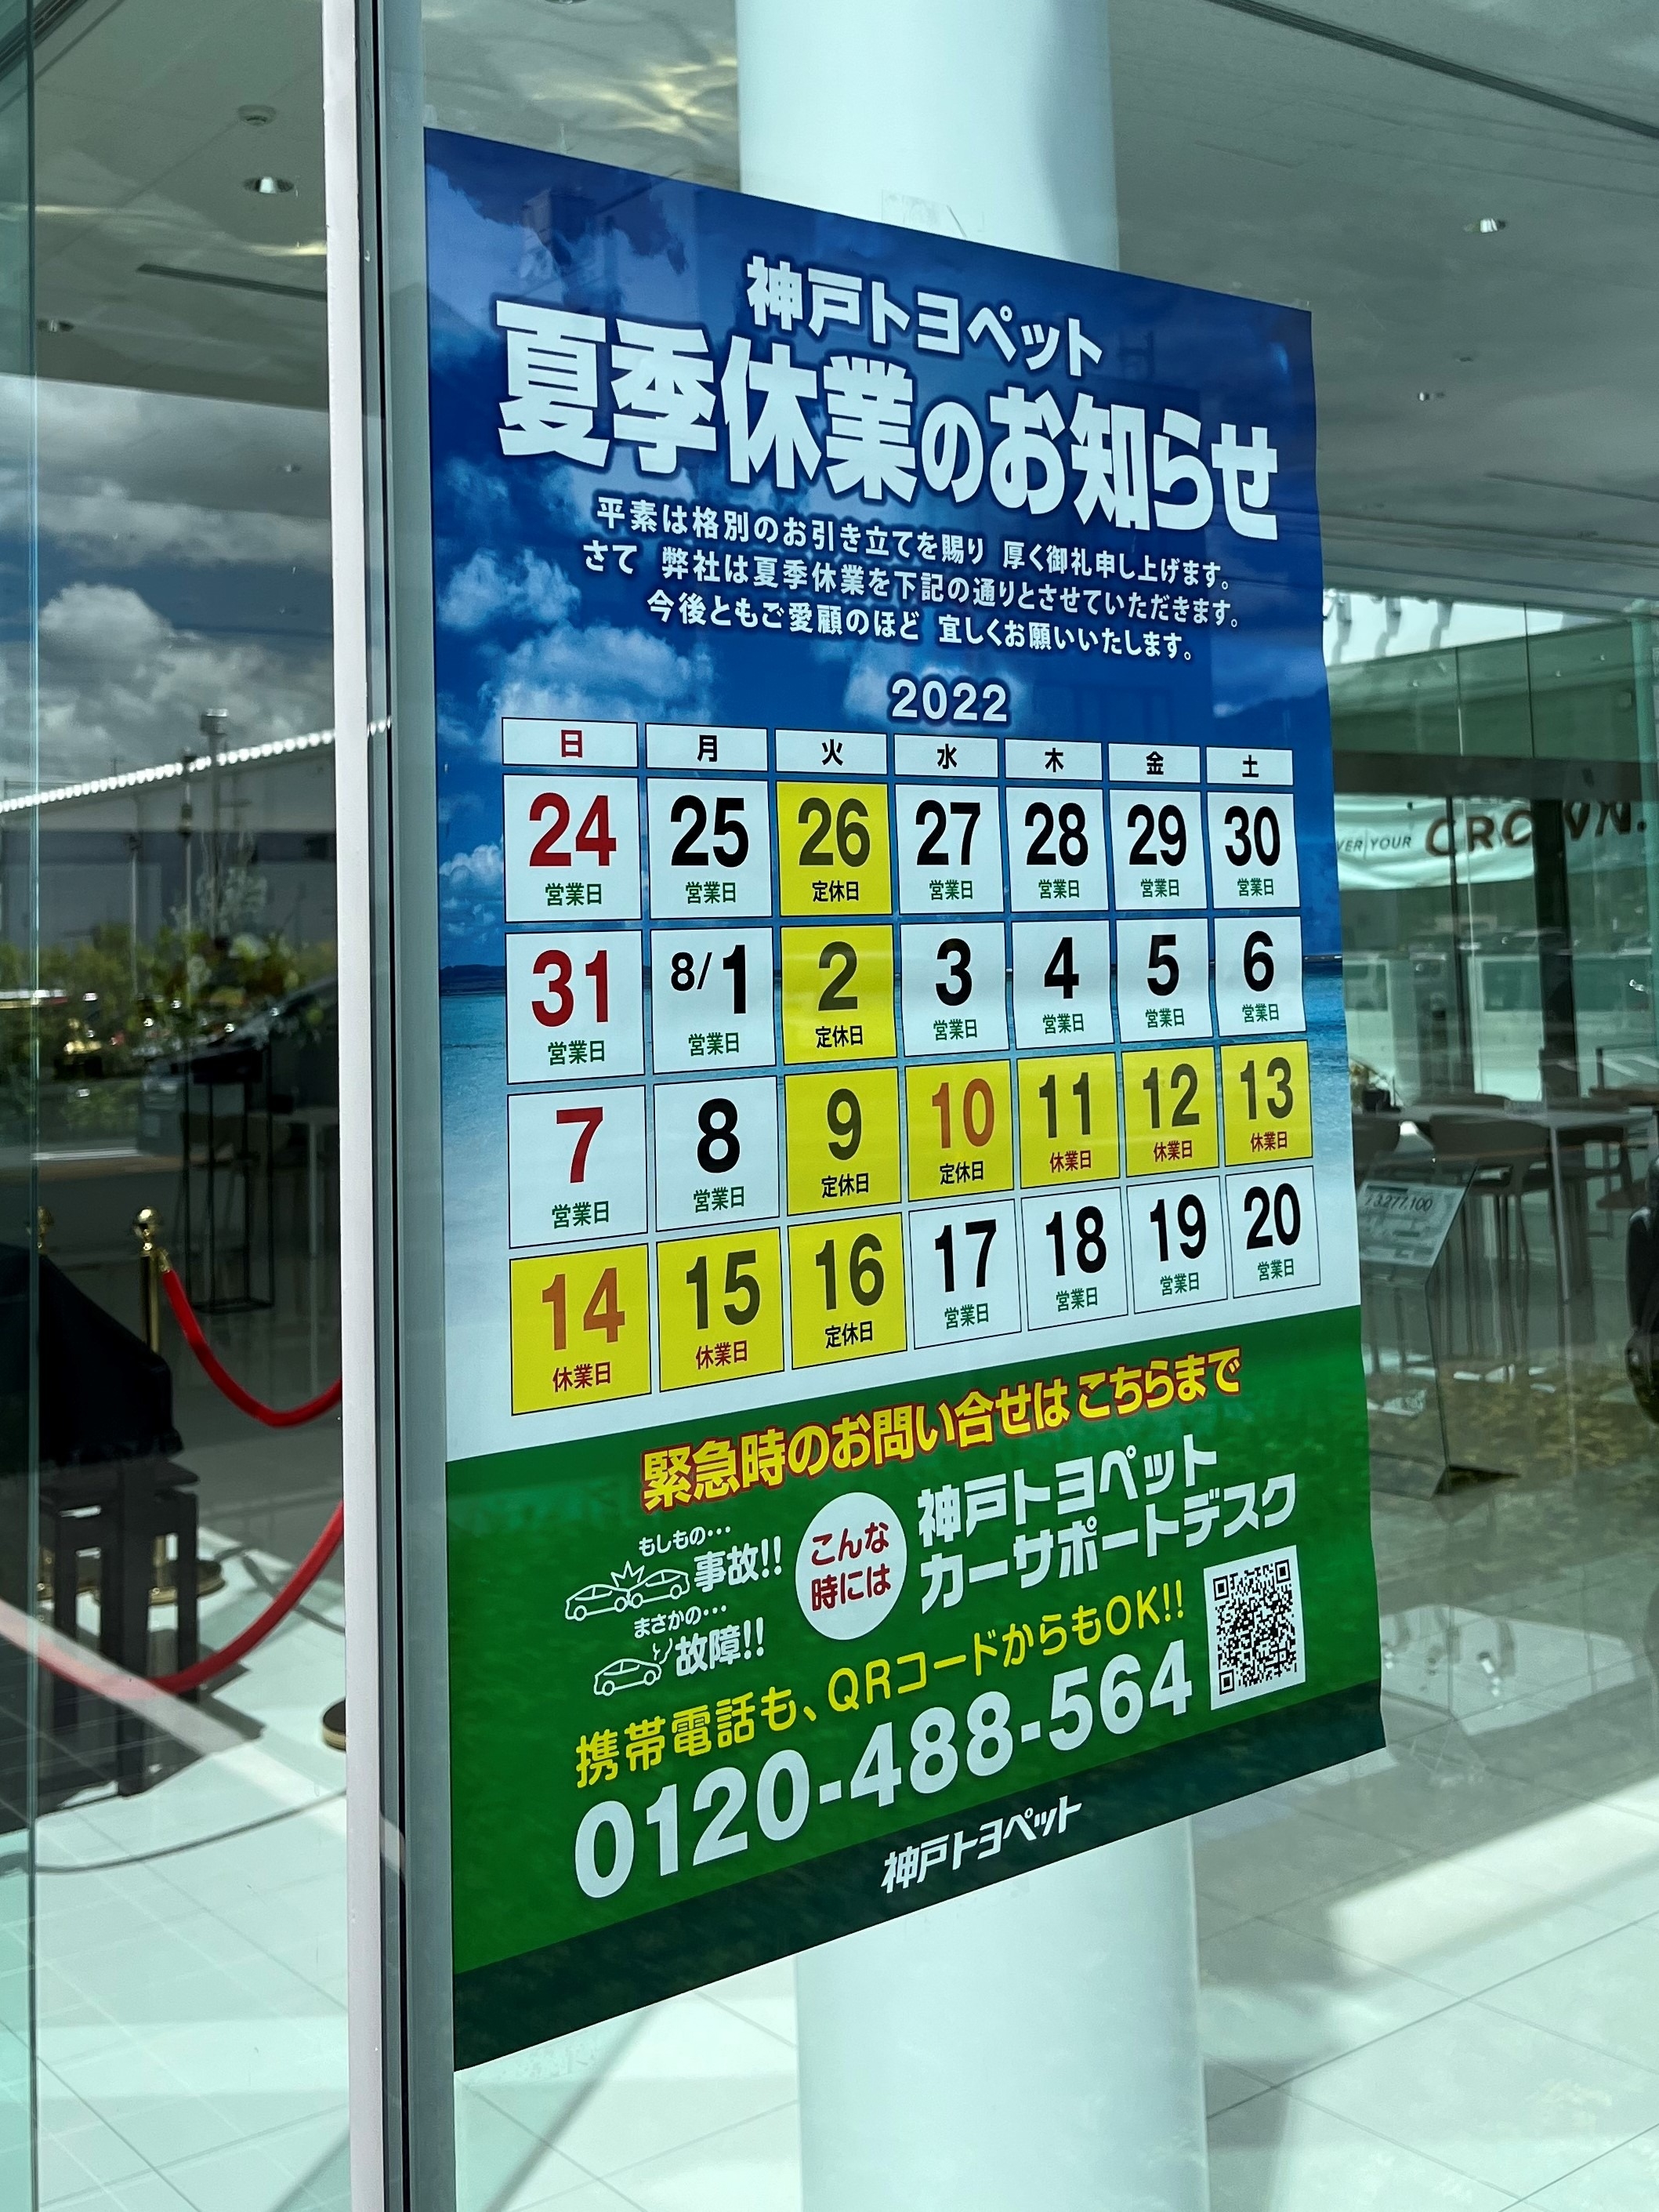 神戸トヨペット
夏季休業のお知らせ
平素は格別のお引き立てを賜り 厚く御礼申し上げます。
さて 弊社は夏季休業を下記の通りとさせていただきます。
今後ともご愛顧のほど 宜しくお願いいたします。
2022
日 月 火 水 木 金 土
24 25 26 27 28 29 30
営業日 営業日 定休日 営業日 営業日 営業日 営業日
31 8/1 2 3 4 5 6
営業日 営業日 定休日 営業日 営業日 営業日 営業日
7 8 9 10 11 12 13
営業日 営業日 定休日 定休日 休業日 休業日 休業日
14 15 16 17 18 19 20
休業日 休業日 定休日 営業日 営業日 営業日 営業日
緊急時のお問い合せは こちらまで
もしもの…
事故!!
まさかの…
故障!!
こんな
時には
神戸トヨペット
カーサポートデスク
携帯電話も、QRコードからもOK!!
0120-488-564
神戸トヨペット
YOUR CROWN.